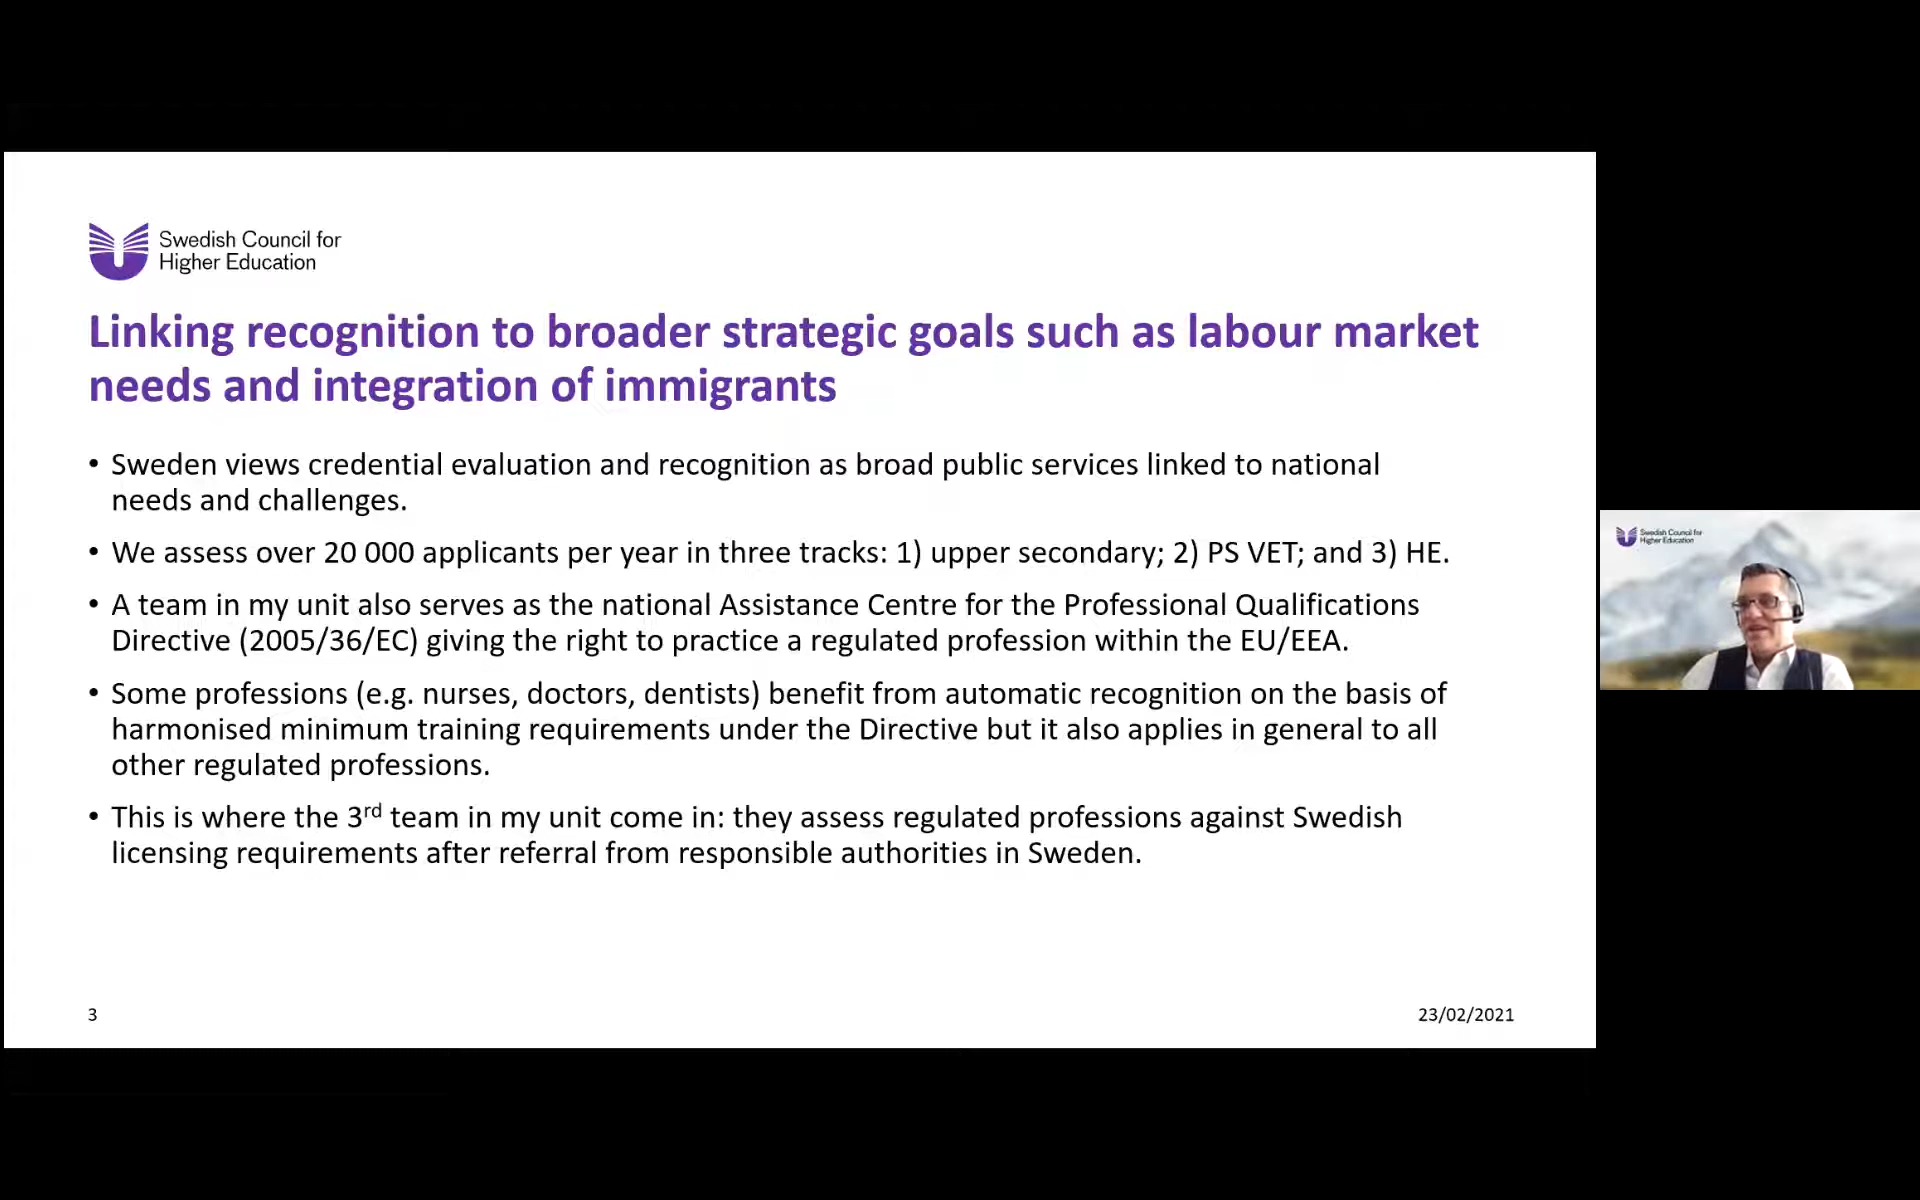 Swedish Council for
Higher Education
Linking recognition to broader strategic goals such as labour market
needs and integration of immigrants
• Sweden views credential evaluation and recognition as broad public services linked to national
needs and challenges.
• We assess over 20 000 applicants per year in three tracks: 1) upper secondary; 2) PS VET; and 3) HE.
• A team in my unit also serves as the national Assistance Centre for the Professional Qualifications
Directive (2005/36/EC) giving the right to practice a regulated profession within the EU/EEA.
• Some professions (e.g. nurses, doctors, dentists) benefit from automatic recognition on the basis of
harmonised minimum training requirements under the Directive but it also applies in general to all
other regulated professions.
• This is where the 3rd team in my unit come in: they assess regulated professions against Swedish
licensing requirements after referral from responsible authorities in Sweden.
3
23/02/2021
Swedish Council for
Higher Education